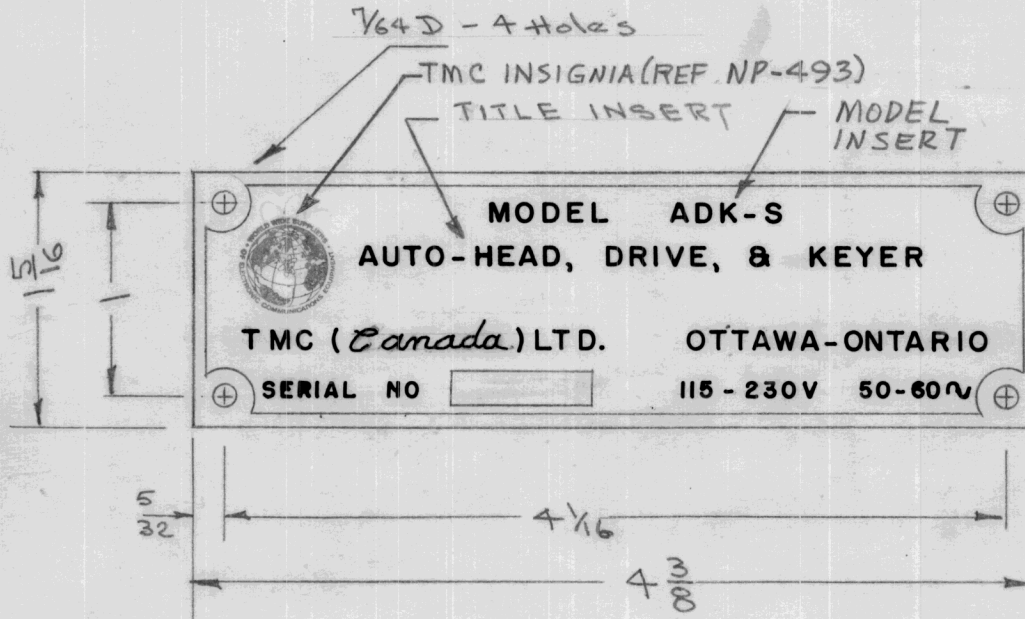 7/64 D - 4 Hole's
TMC INSIGNIA (REF NP-493)
TITLE INSERT
MODEL INSERT
MODEL ADK-S
AUTO-HEAD, DRIVE, & KEYER
TMC (Canada) LTD. OTTAWA-ONTARIO
SERIAL NO 115-230V 50-60∿
1 5/16
1
5/32
4 1/16
4 3/8